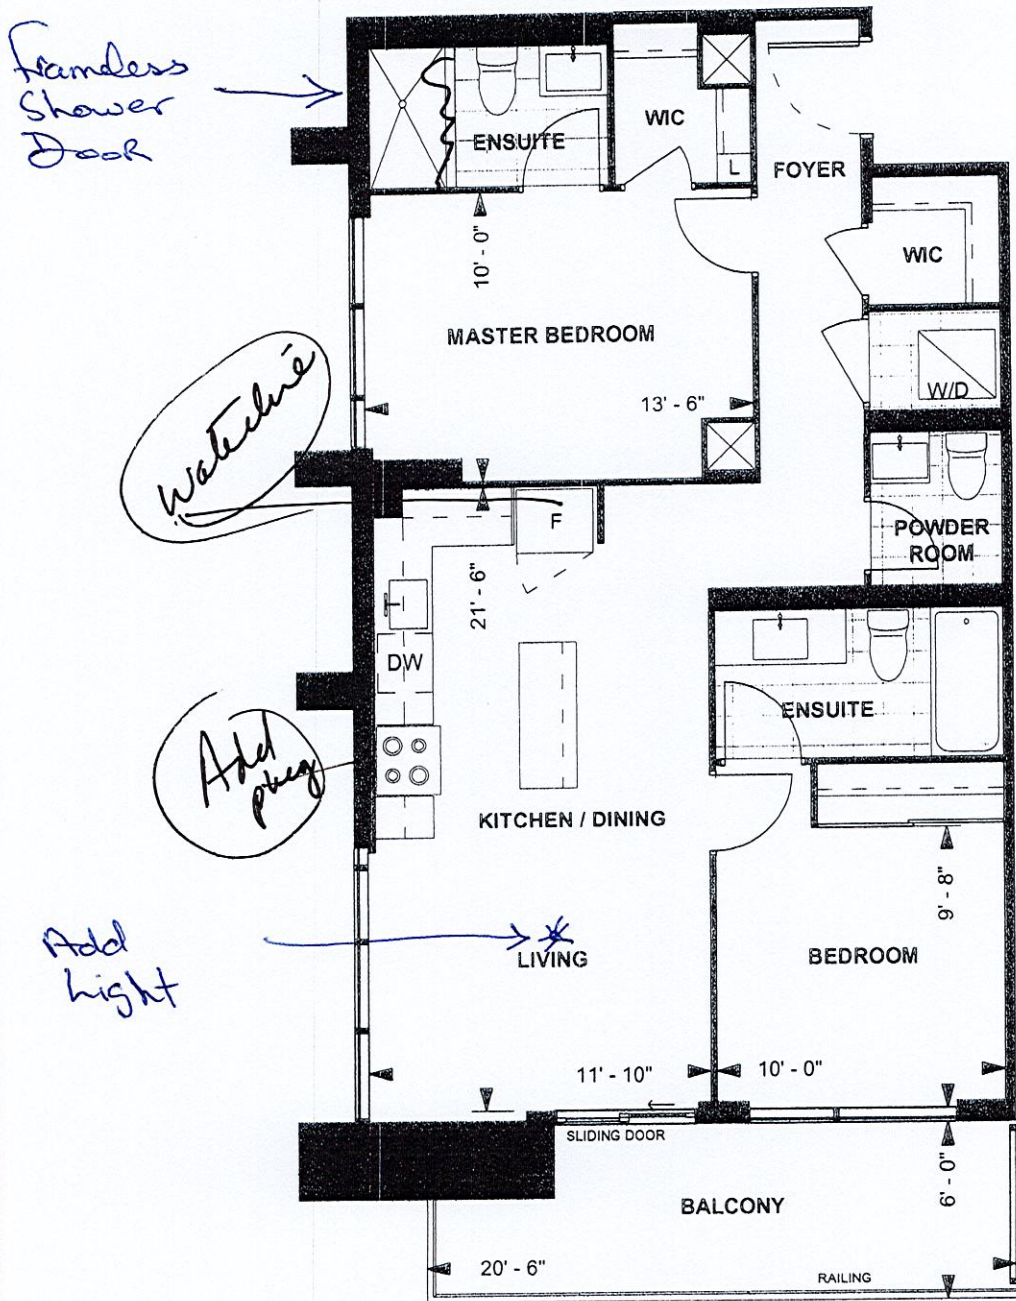 Frameless
Shower
Door
ENSUITE
WIC
L
FOYER
WIC
10' - 0"
MASTER BEDROOM
13' - 6"
W/D
Waterline
F
POWDER
ROOM
21' - 6"
DW
ENSUITE
Add
plug
KITCHEN / DINING
9' - 8"
Add
Light
LIVING
BEDROOM
11' - 10"
10' - 0"
SLIDING DOOR
6' - 0"
BALCONY
20' - 6"
RAILING